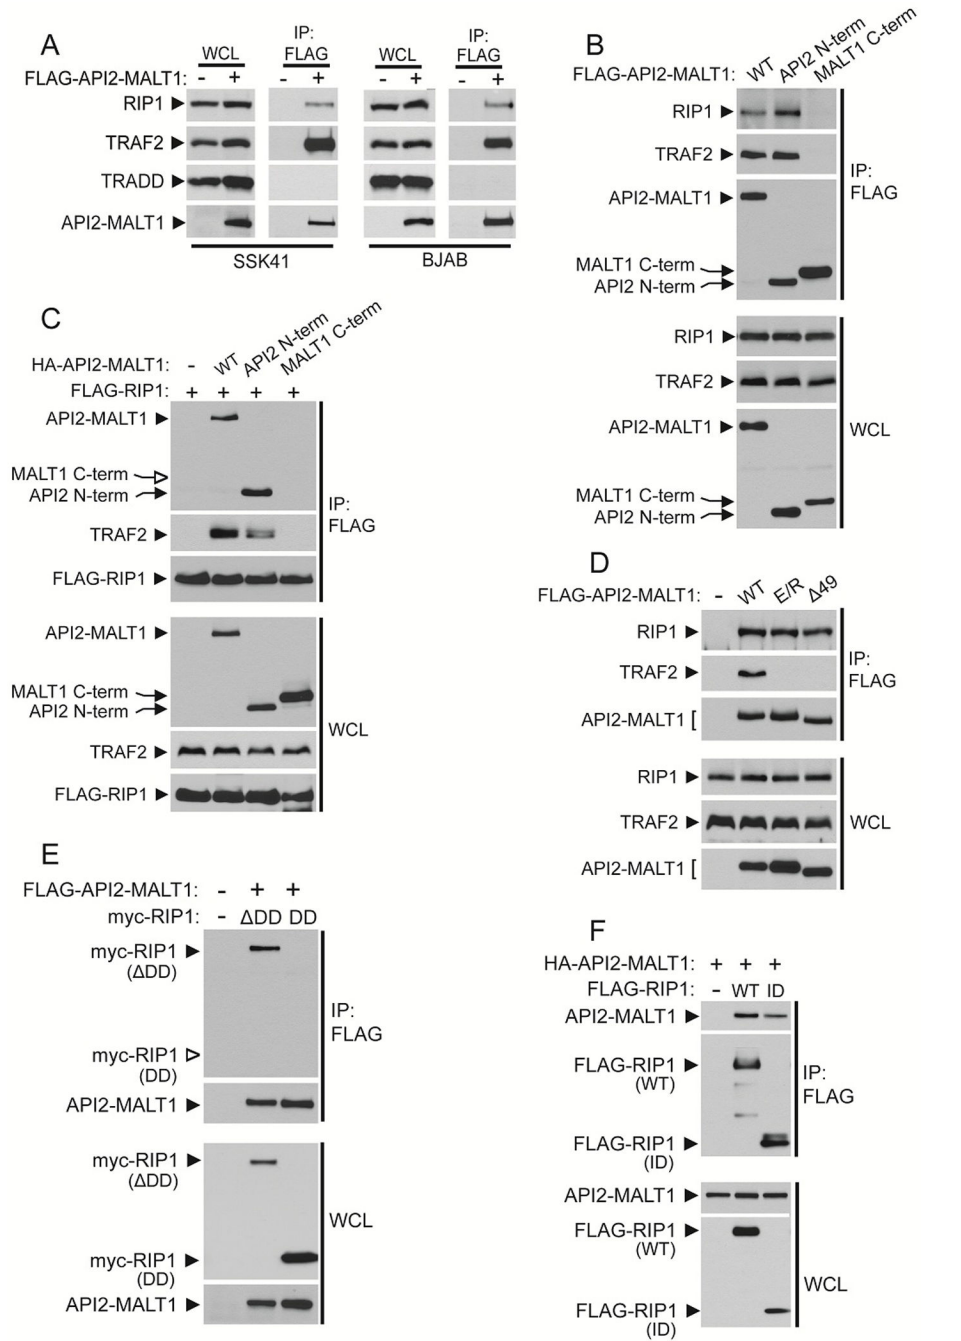 A
WCL
IP:
FLAG
WCL
IP:
FLAG
FLAG-API2-MALT1: - + - + - + - +
RIP1
TRAF2
TRADD
API2-MALT1
SSK41
BJAB
B
FLAG-API2-MALT1: WT API2 N-term MALT1 C-term
RIP1
TRAF2
API2-MALT1
MALT1 C-term
API2 N-term
IP:
FLAG
RIP1
TRAF2
API2-MALT1
MALT1 C-term
API2 N-term
WCL
C
HA-API2-MALT1: - WT API2 N-term MALT1 C-term
FLAG-RIP1: + + + +
API2-MALT1
MALT1 C-term
API2 N-term
TRAF2
FLAG-RIP1
IP:
FLAG
API2-MALT1
MALT1 C-term
API2 N-term
TRAF2
FLAG-RIP1
WCL
D
FLAG-API2-MALT1: - WT E/R Δ49
RIP1
TRAF2
API2-MALT1 [
IP:
FLAG
RIP1
TRAF2
API2-MALT1 [
WCL
E
FLAG-API2-MALT1: - + +
myc-RIP1: - ΔDD DD
myc-RIP1
(ΔDD)
myc-RIP1
(DD)
API2-MALT1
IP:
FLAG
myc-RIP1
(ΔDD)
myc-RIP1
(DD)
API2-MALT1
WCL
F
HA-API2-MALT1: + + +
FLAG-RIP1: - WT ID
API2-MALT1
FLAG-RIP1
(WT)
FLAG-RIP1
(ID)
IP:
FLAG
API2-MALT1
FLAG-RIP1
(WT)
FLAG-RIP1
(ID)
WCL